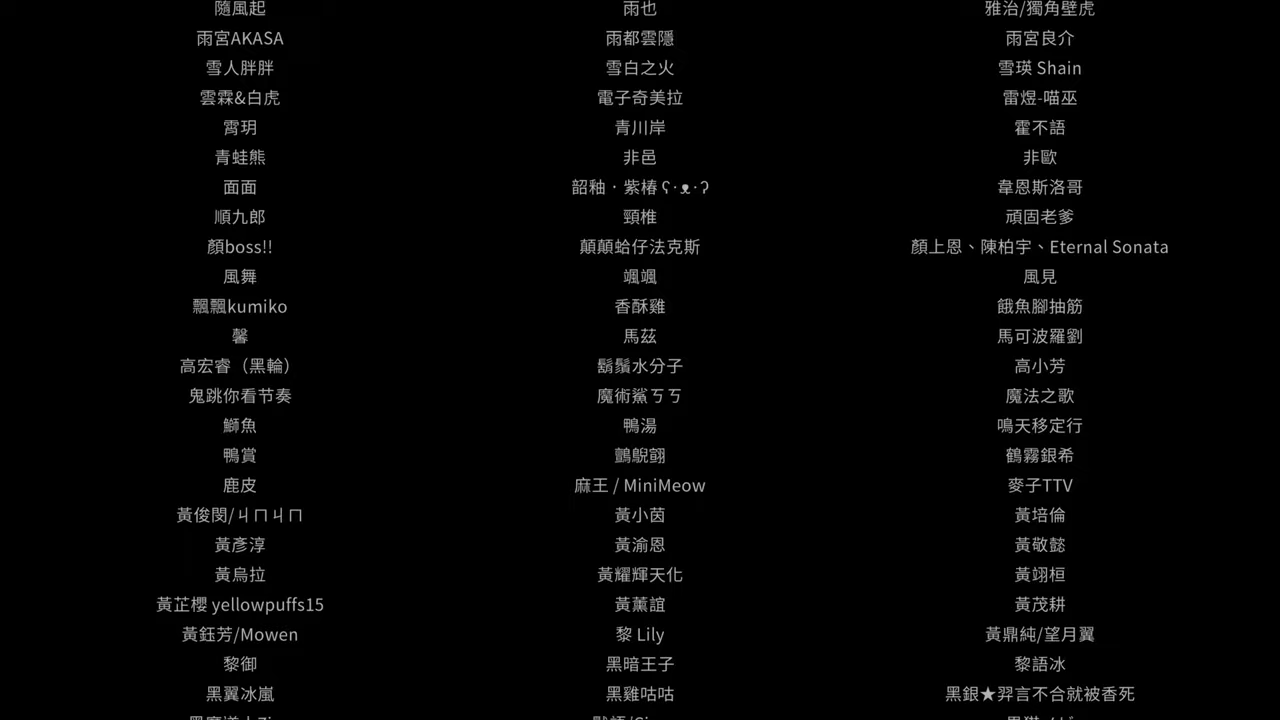 隨風起 雨也 雅治/獨角壁虎
雨宮AKASA 雨都雲隱 雨宮良介
雪人胖胖 雪白之火 雪瑛 Shain
雲霖&白虎 電子奇美拉 雷煜-喵巫
霄玥 青川岸 霍不語
青蛙熊 非邑 非歐
面面 韶釉・紫椿 ʕ·ᴥ·ʔ 韋恩斯洛哥
順九郎 頸椎 頑固老爹
顏boss!! 顛顛蛤仔法克斯 顏上恩、陳柏宇、Eternal Sonata
風舞 颯颯 風見
飄飄kumiko 香酥雞 餓魚腳抽筋
馨 馬茲 馬可波羅劉
高宏睿（黑輪） 鬍鬚水分子 高小芳
鬼跳你看节奏 魔術鯊ㄎㄎ 魔法之歌
鰤魚 鴨湯 鳴天移定行
鴨賞 鸇鯢翾 鶴霧銀希
鹿皮 麻王 / MiniMeow 麥子TTV
黃俊閔/ㄐㄇㄐㄇ 黃小茵 黃培倫
黃彥淳 黃渝恩 黃敬懿
黃烏拉 黃耀輝天化 黃翊桓
黃芷櫻 yellowpuffs15 黃薰誼 黃茂耕
黃鈺芳/Mowen 黎 Lily 黃鼎純/望月翼
黎御 黑暗王子 黎語冰
黑翼冰嵐 黑雞咕咕 黑銀★羿言不合就被香死